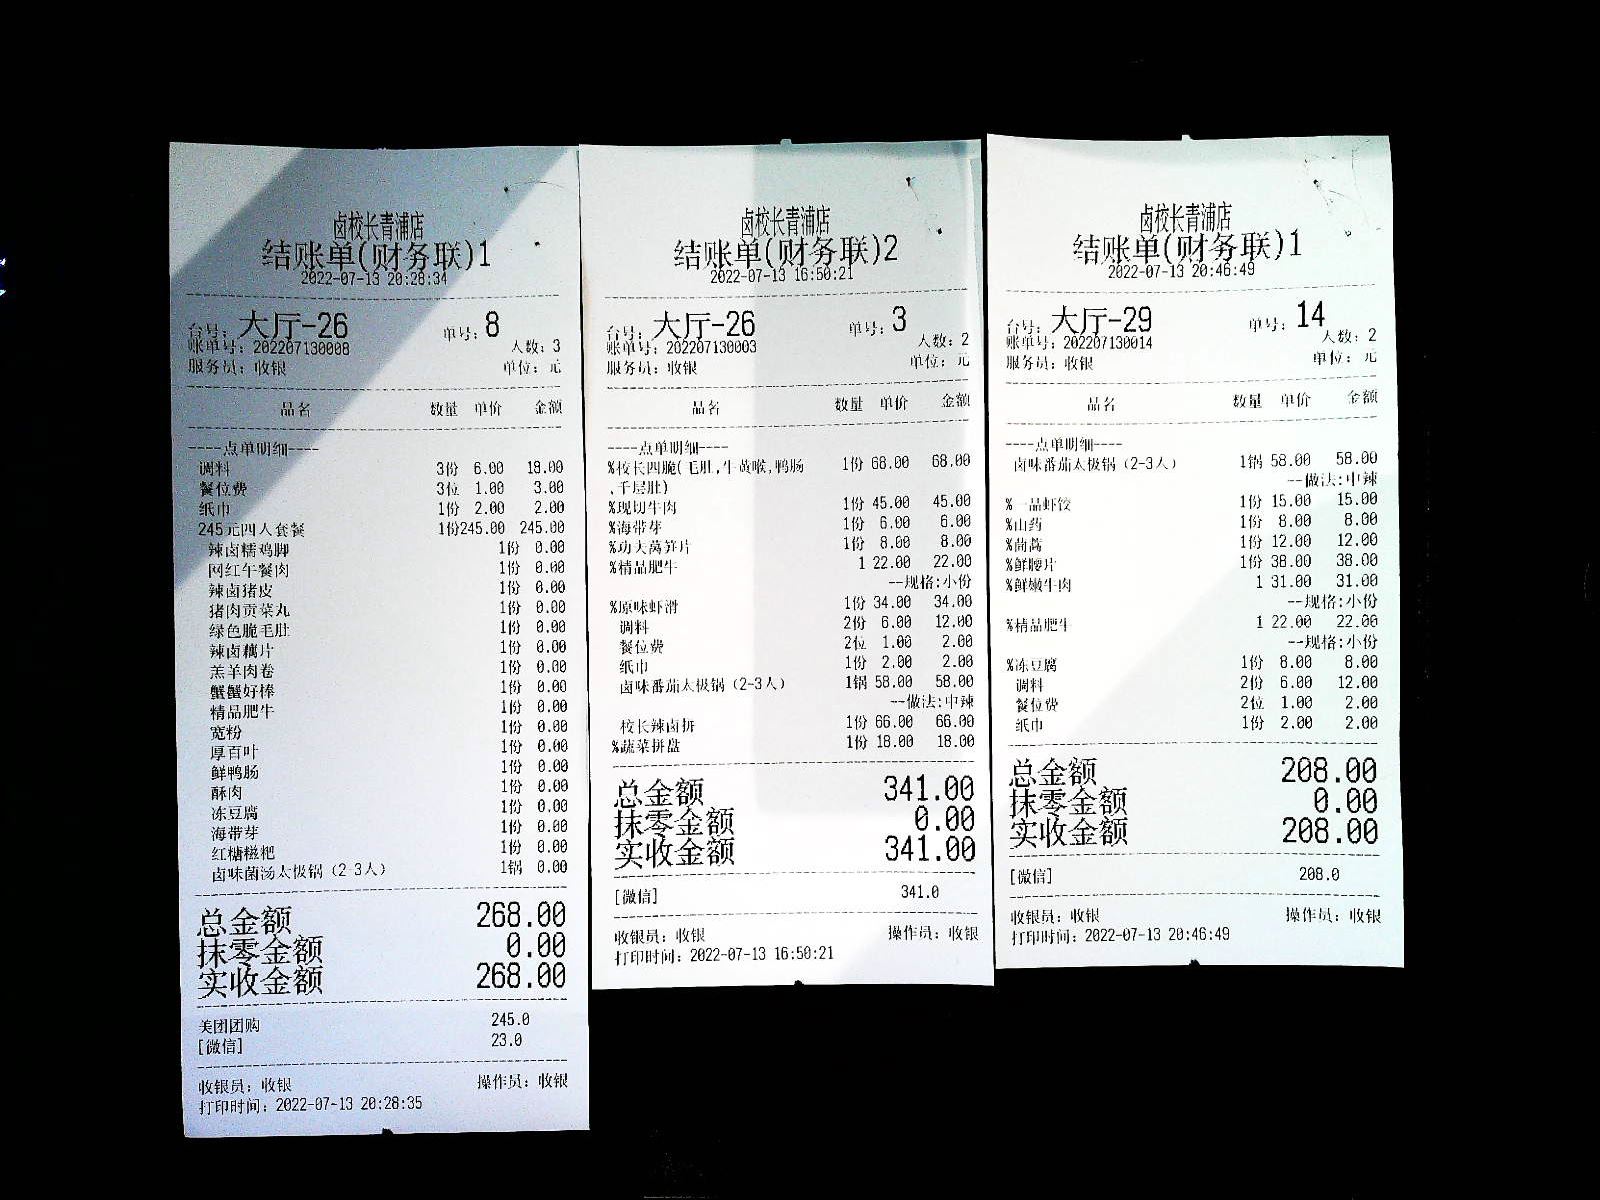 卤校长青浦店
结账单(财务联)1
2022-07-13 20:28:34
台号: 大厅-26 单号: 8
账单号: 202207130008 人数: 3
服务员: 收银 单位: 元
品名 数量 单价 金额
----点单明细----
调料 3份 6.00 18.00
餐位费 3位 1.00 3.00
纸巾 1份 2.00 2.00
245元四人套餐 1份245.00 245.00
辣卤糯鸡脚 1份 0.00
网红午餐肉 1份 0.00
辣卤猪皮 1份 0.00
猪肉贡菜丸 1份 0.00
绿色脆毛肚 1份 0.00
辣卤藕片 1份 0.00
羔羊肉卷 1份 0.00
蟹蟹好棒 1份 0.00
精品肥牛 1份 0.00
宽粉 1份 0.00
厚百叶 1份 0.00
鲜鸭肠 1份 0.00
酥肉 1份 0.00
冻豆腐 1份 0.00
海带芽 1份 0.00
红糖糍粑 1份 0.00
卤味菌汤太极锅（2-3人） 1锅 0.00
总金额 268.00
抹零金额 0.00
实收金额 268.00
美团团购 245.0
[微信] 23.0
收银员: 收银 操作员: 收银
打印时间: 2022-07-13 20:28:35
卤校长青浦店
结账单(财务联)2
2022-07-13 16:50:21
台号: 大厅-26 单号: 3
账单号: 202207130003 人数: 2
服务员: 收银 单位: 元
品名 数量 单价 金额
----点单明细----
%校长四脆(毛肚,牛黄喉,鸭肠 1份 68.00 68.00
,千层肚)
%现切牛肉 1份 45.00 45.00
%海带芽 1份 6.00 6.00
%功夫莴笋片 1份 8.00 8.00
%精品肥牛 1 22.00 22.00
--规格:小份
%原味虾滑 1份 34.00 34.00
调料 2份 6.00 12.00
餐位费 2位 1.00 2.00
纸巾 1份 2.00 2.00
卤味番茄太极锅（2-3人） 1锅 58.00 58.00
--做法:中辣
校长辣卤拼 1份 66.00 66.00
%蔬菜拼盘 1份 18.00 18.00
总金额 341.00
抹零金额 0.00
实收金额 341.00
[微信] 341.0
收银员: 收银 操作员: 收银
打印时间: 2022-07-13 16:50:21
卤校长青浦店
结账单(财务联)1
2022-07-13 20:46:49
台号: 大厅-29 单号: 14
账单号: 202207130014 人数: 2
服务员: 收银 单位: 元
品名 数量 单价 金额
----点单明细----
卤味番茄太极锅（2-3人） 1锅 58.00 58.00
--做法:中辣
%一品虾饺 1份 15.00 15.00
%山药 1份 8.00 8.00
%茼蒿 1份 12.00 12.00
%鲜腰片 1份 38.00 38.00
%鲜嫩牛肉 1 31.00 31.00
--规格:小份
%精品肥牛 1 22.00 22.00
--规格:小份
%冻豆腐 1份 8.00 8.00
调料 2份 6.00 12.00
餐位费 2位 1.00 2.00
纸巾 1份 2.00 2.00
总金额 208.00
抹零金额 0.00
实收金额 208.00
[微信] 208.0
收银员: 收银 操作员: 收银
打印时间: 2022-07-13 20:46:49